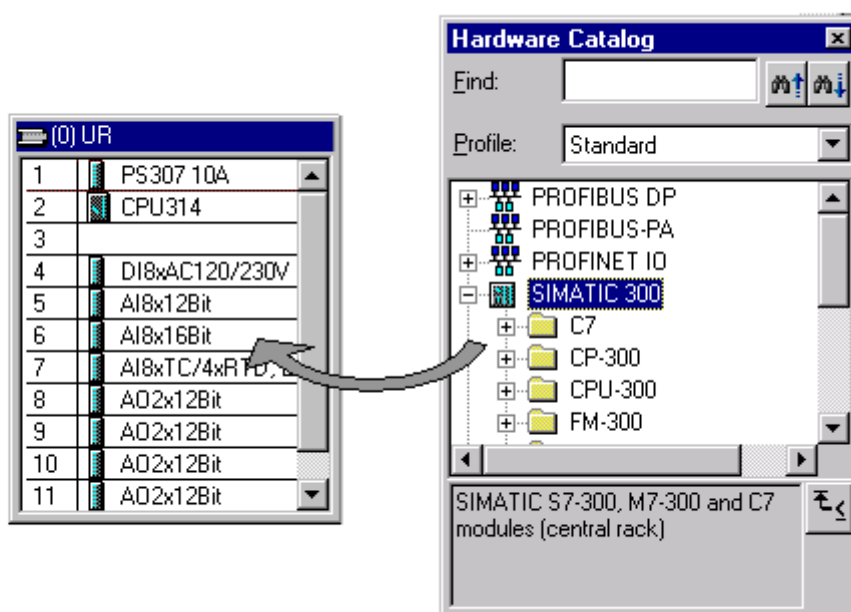 (0) UR
1 PS307 10A
2 CPU314
3
4 DI8xAC120/230V
5 AI8x12Bit
6 AI8x16Bit
7 AI8xTC/4xRTD,
8 AO2x12Bit
9 AO2x12Bit
10 AO2x12Bit
11 AO2x12Bit
Hardware Catalog
Find:
Profile: Standard
PROFIBUS DP
PROFIBUS-PA
PROFINET IO
SIMATIC 300
C7
CP-300
CPU-300
FM-300
SIMATIC S7-300, M7-300 and C7
modules (central rack)